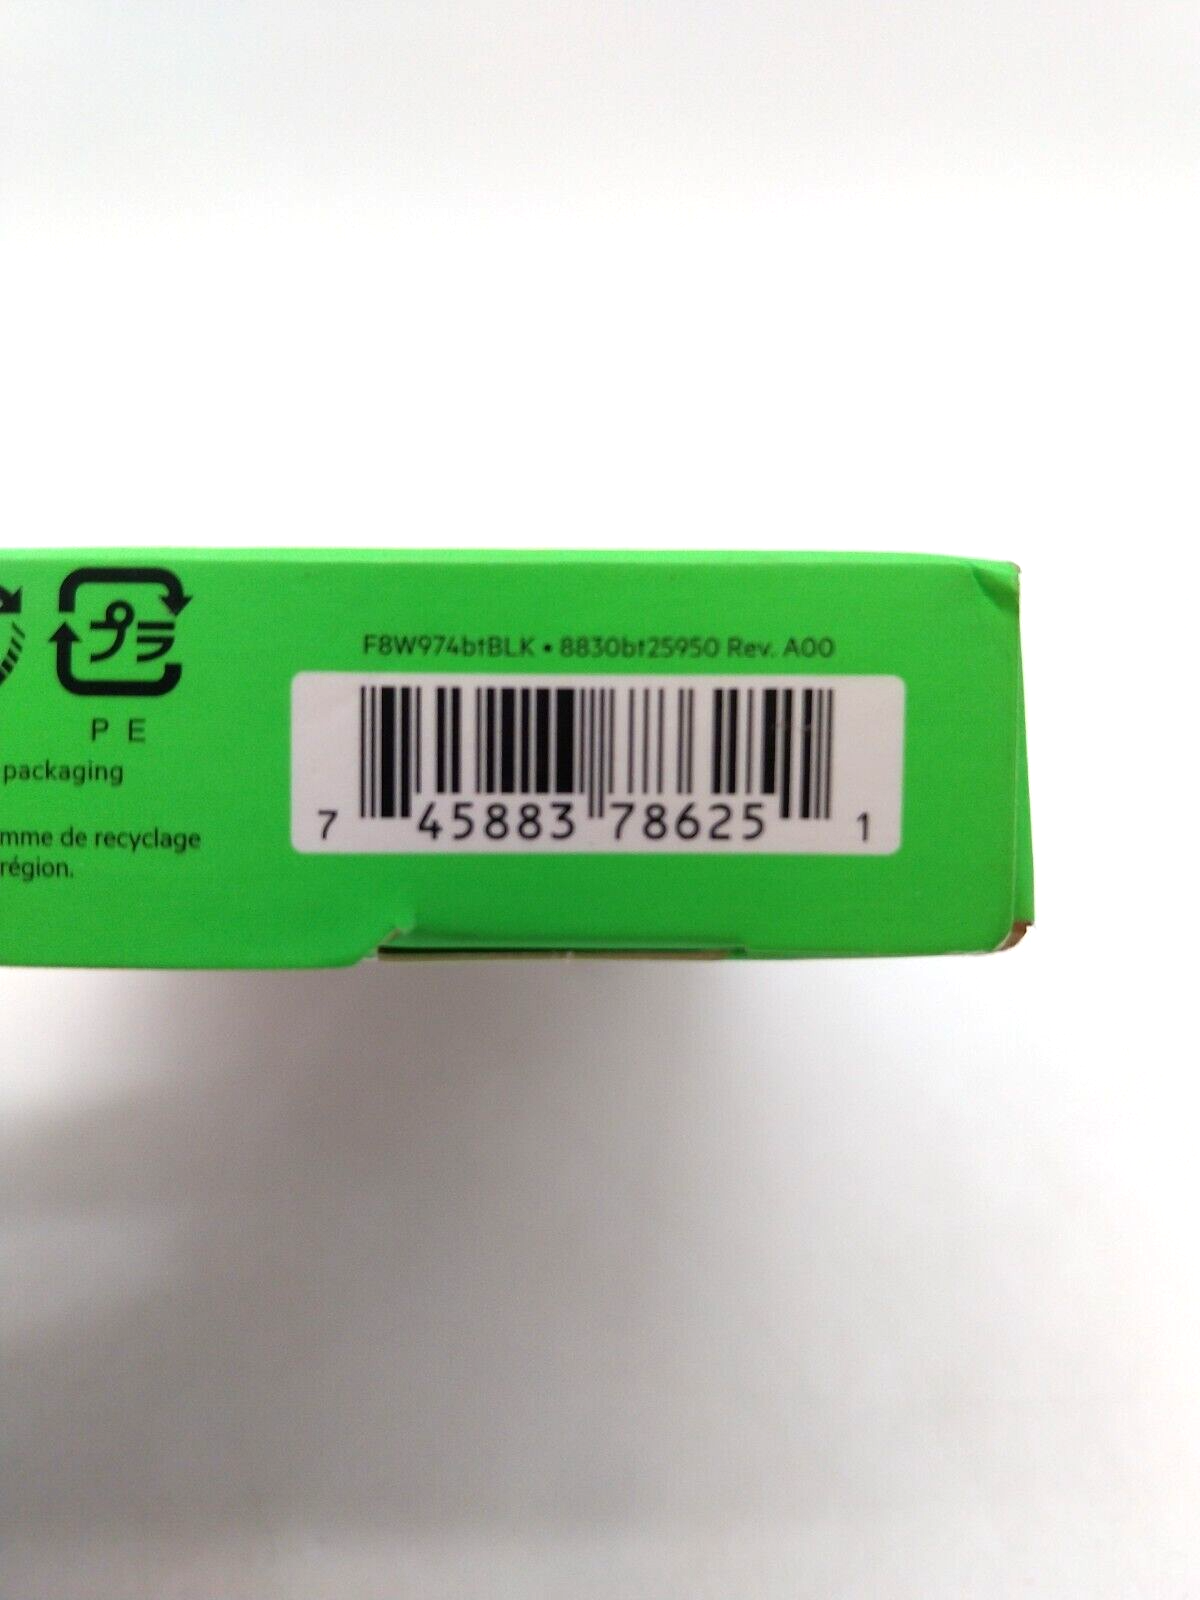 プラ
P E
packaging
mme de recyclage
région.
F8W974btBLK • 8830bt25950 Rev. A00
7 45883 78625 1